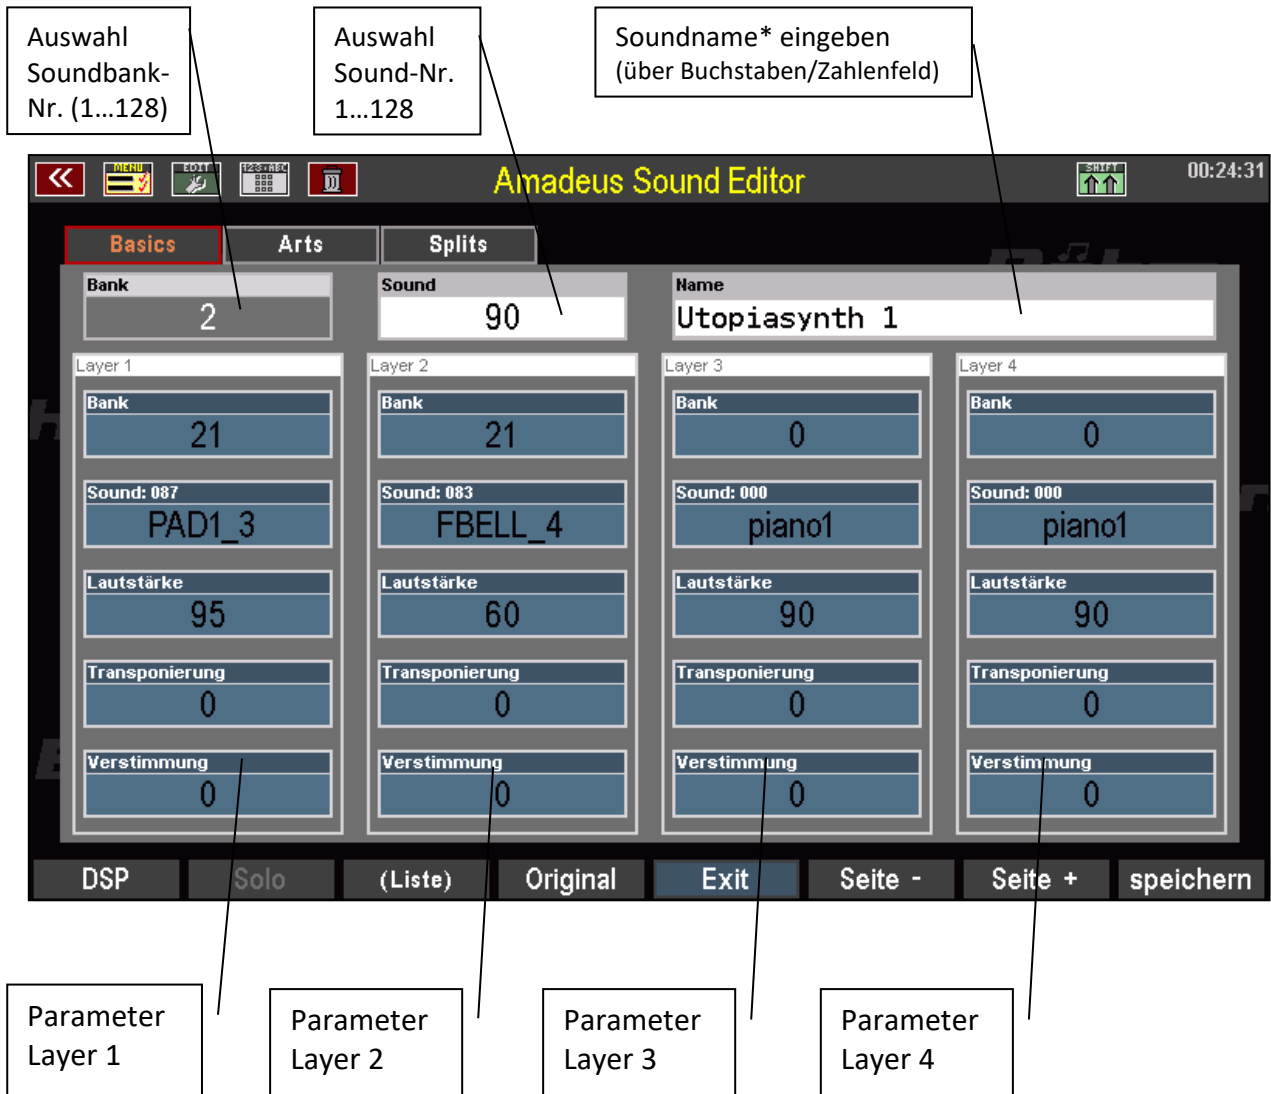 Auswahl
Soundbank-
Nr. (1…128)
Auswahl
Sound-Nr.
1…128
Soundname* eingeben
(über Buchstaben/Zahlenfeld)
MENU
EDIT
123·ABC
Amadeus Sound Editor
SHIFT
00:24:31
Basics Arts Splits
Bank
2
Sound
90
Name
Utopiasynth 1
Layer 1
Bank
21
Sound: 087
PAD1_3
Lautstärke
95
Transponierung
0
Verstimmung
0
Layer 2
Bank
21
Sound: 083
FBELL_4
Lautstärke
60
Transponierung
0
Verstimmung
0
Layer 3
Bank
0
Sound: 000
piano1
Lautstärke
90
Transponierung
0
Verstimmung
0
Layer 4
Bank
0
Sound: 000
piano1
Lautstärke
90
Transponierung
0
Verstimmung
0
DSP Solo (Liste) Original Exit Seite - Seite + speichern
Parameter
Layer 1
Parameter
Layer 2
Parameter
Layer 3
Parameter
Layer 4